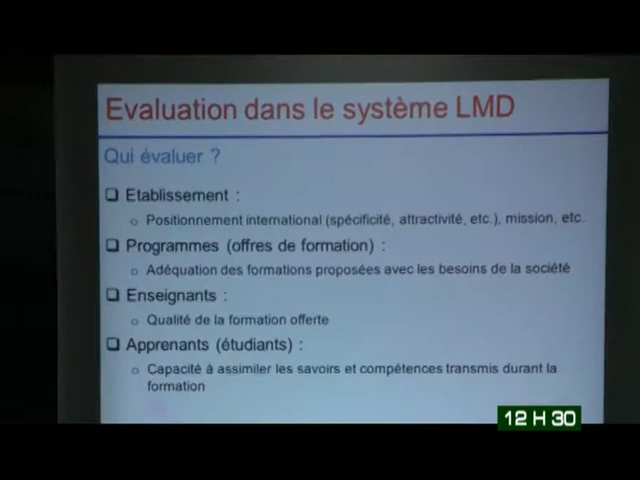 Evaluation dans le système LMD
Qui évaluer ?
❑ Etablissement :
o Positionnement international (spécificité, attractivité, etc.), mission, etc.
❑ Programmes (offres de formation) :
o Adéquation des formations proposées avec les besoins de la société
❑ Enseignants :
o Qualité de la formation offerte
❑ Apprenants (étudiants) :
o Capacité à assimiler les savoirs et compétences transmis durant la
formation
12 H 30